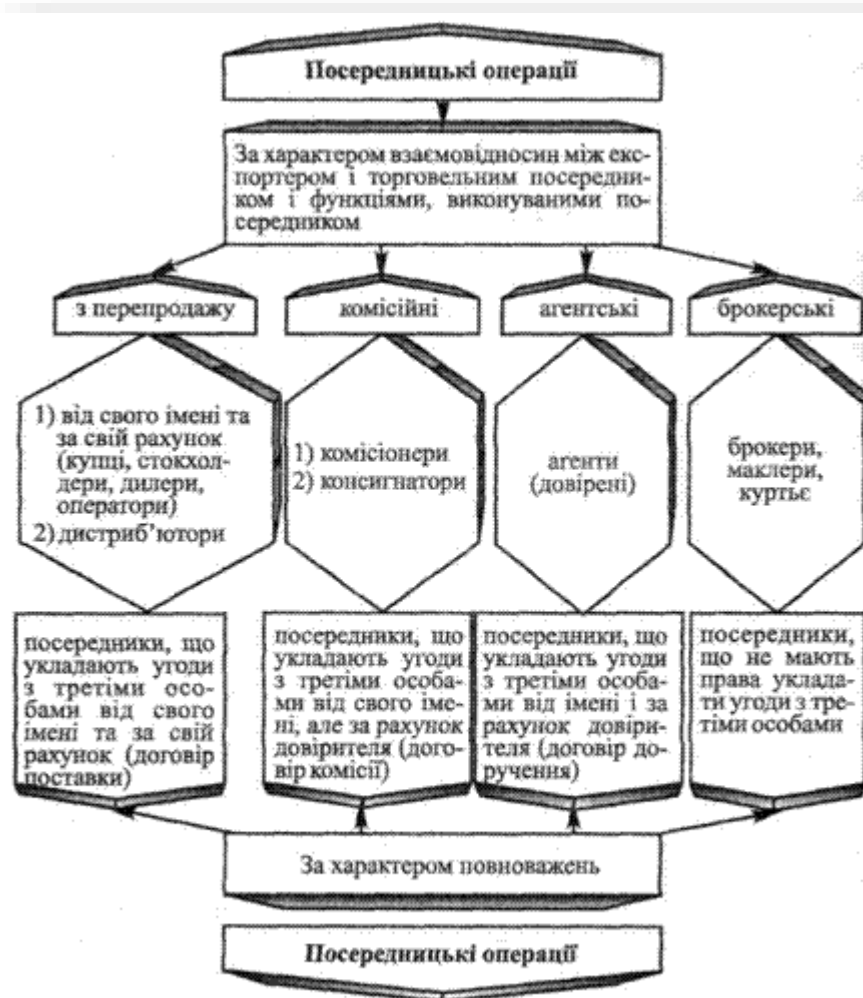 Посередницькі операції
За характером взаємовідносин між екс-
портером і торговельним посередни-
ком і функціями, виконуваними по-
середником
з перепродажу
комісійні
агентські
брокерські
1) від свого імені та
за свій рахунок
(купці, стокхол-
дери, дилери,
оператори)
2) дистриб’ютори
1) комісіонери
2) консигнатори
агенти
(довірені)
брокери,
маклери,
куртьє
посередники, що
укладають угоди
з третіми осо-
бами від свого
імені та за свій
рахунок (договір
поставки)
посередники, що
укладають угоди
з третіми особа-
ми від свого іме-
ні, але за рахунок
довірителя (дого-
вір комісії)
посередники, що
укладають угоди
з третіми особа-
ми від імені і за
рахунок довіри-
теля (договір до-
ручення)
посередники,
що не мають
права уклада-
ти угоди з тре-
тіми особами
За характером повноважень
Посередницькі операції